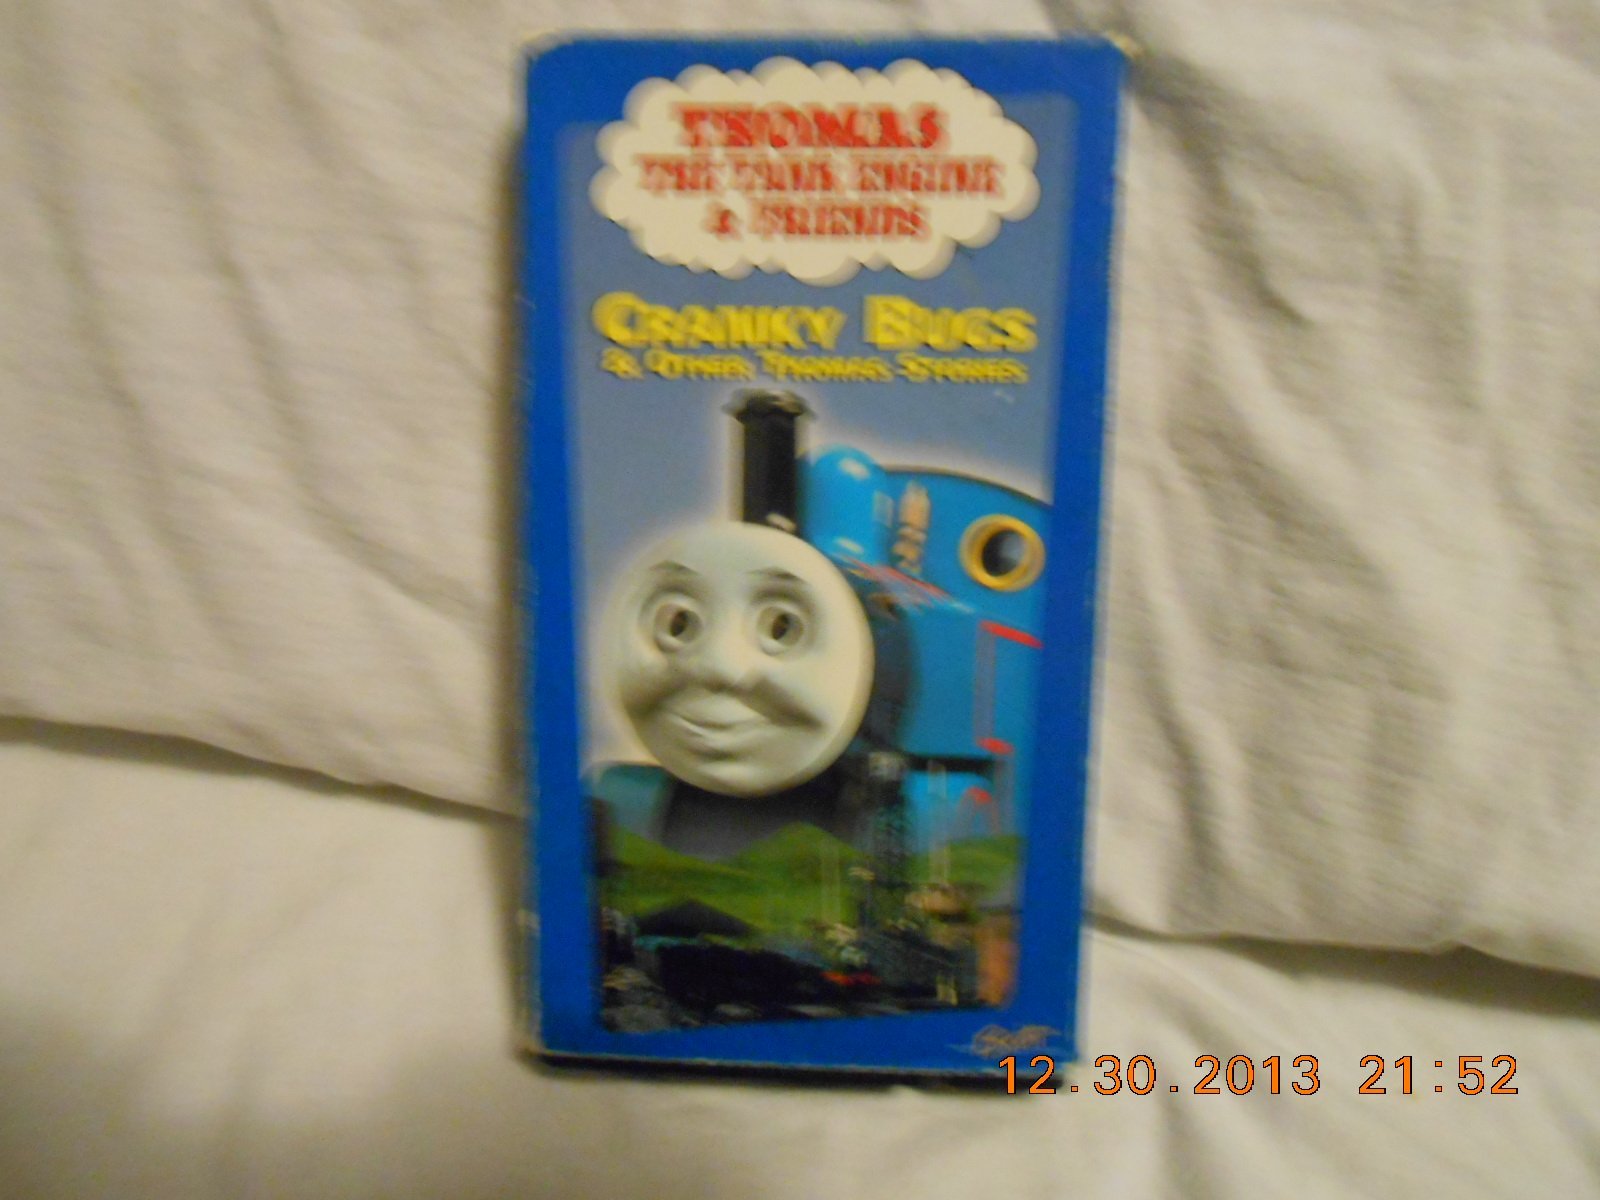 THOMAS
THE TANK ENGINE
& FRIENDS
CRANKY BUGS
& OTHER THOMAS STORIES
12.30.2013 21:52